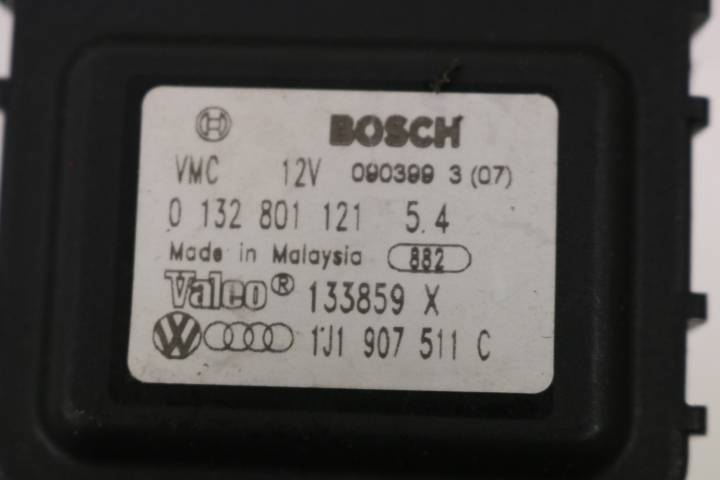 BOSCH
VMC 12V 090399 3 (07)
0 132 801 121 5.4
Made in Malaysia 882
Valeo® 133859 X
1J1 907 511 C